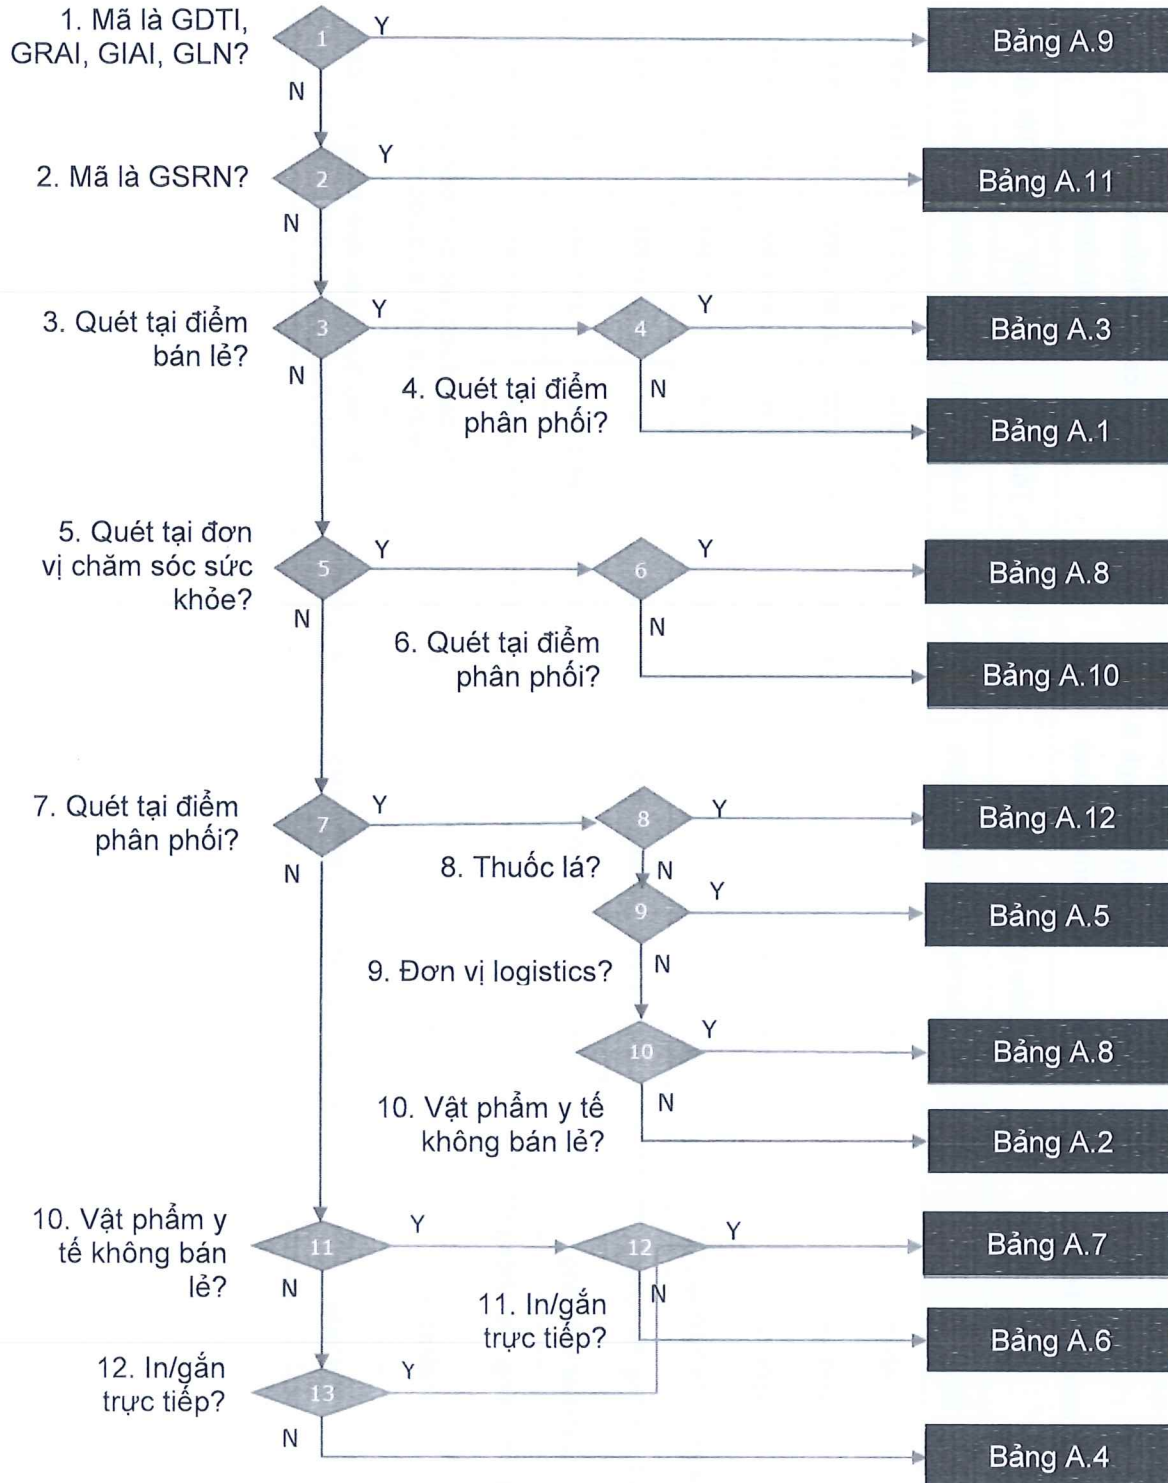 1. Mã là GDTI,
GRAI, GIAI, GLN?
1
Y
N
Bảng A.9
2. Mã là GSRN?
2
Y
N
Bảng A.11
3. Quét tại điểm
bán lẻ?
3
Y
N
4
Y
N
Bảng A.3
4. Quét tại điểm
phân phối?
Bảng A.1
5. Quét tại đơn
vị chăm sóc sức
khỏe?
5
Y
N
6
Y
N
Bảng A.8
6. Quét tại điểm
phân phối?
Bảng A.10
7. Quét tại điểm
phân phối?
7
Y
N
8
Y
N
Bảng A.12
8. Thuốc lá?
9
Y
N
Bảng A.5
9. Đơn vị logistics?
10
Y
N
Bảng A.8
10. Vật phẩm y tế
không bán lẻ?
Bảng A.2
10. Vật phẩm y
tế không bán
lẻ?
11
Y
N
12
Y
N
Bảng A.7
11. In/gắn
trực tiếp?
Bảng A.6
12. In/gắn
trực tiếp?
13
Y
N
Bảng A.4